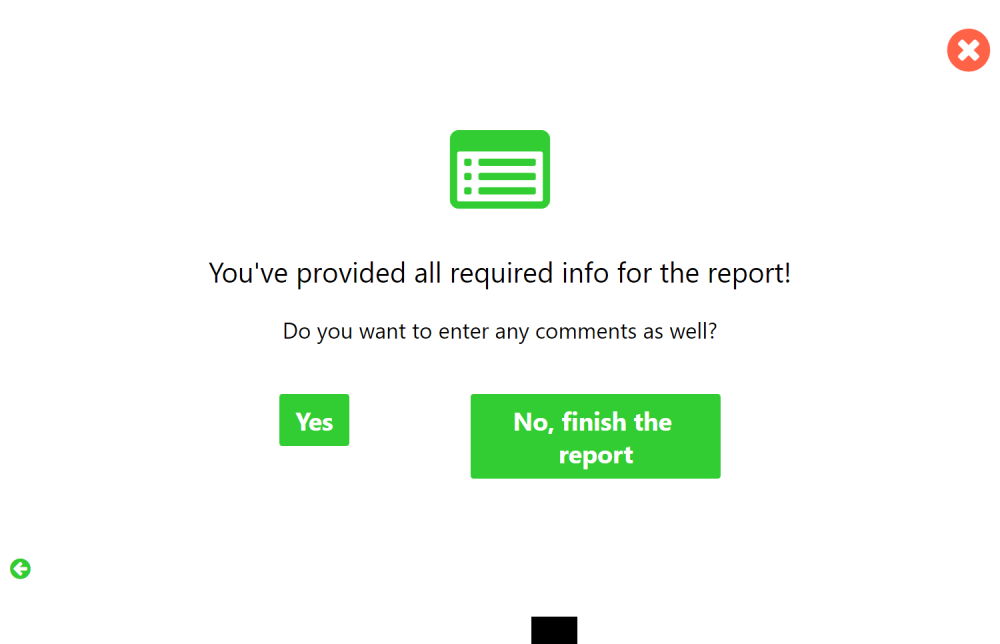 You've provided all required info for the report!
Do you want to enter any comments as well?
Yes
No, finish the
report